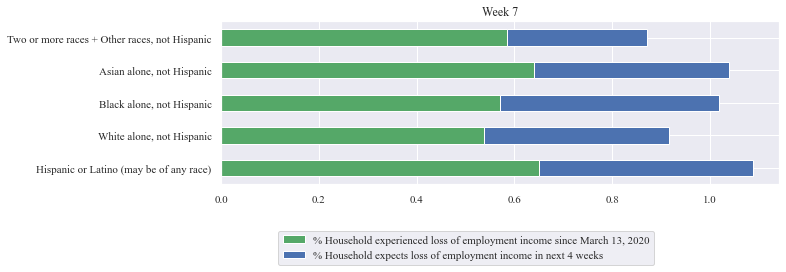 Week 7
Two or more races + Other races, not Hispanic
Asian alone, not Hispanic
Black alone, not Hispanic
White alone, not Hispanic
Hispanic or Latino (may be of any race)
0.0 0.2 0.4 0.6 0.8 1.0
% Household experienced loss of employment income since March 13, 2020
% Household expects loss of employment income in next 4 weeks